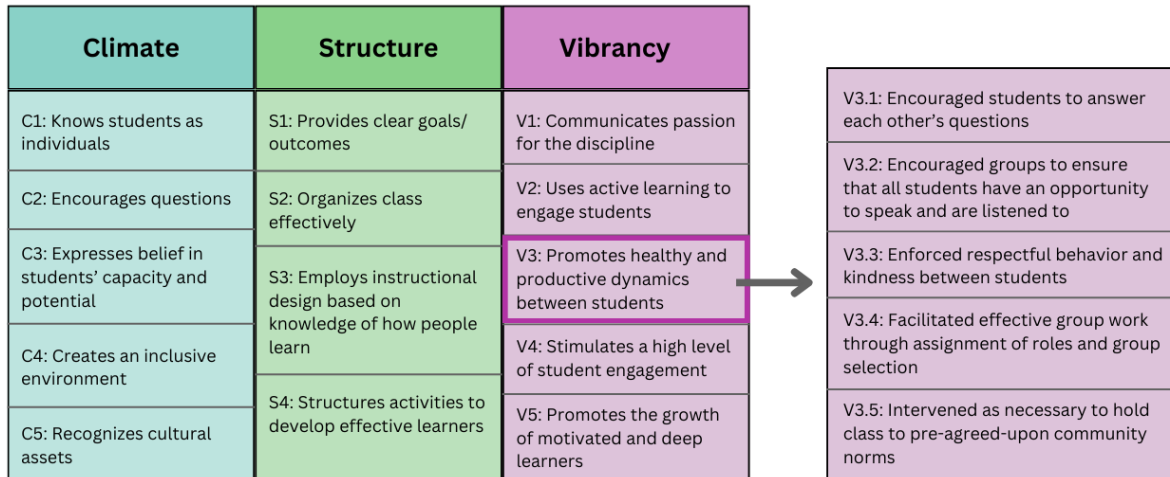 Climate
Structure
Vibrancy
C1: Knows students as
individuals
C2: Encourages questions
C3: Expresses belief in
students’ capacity and
potential
C4: Creates an inclusive
environment
C5: Recognizes cultural
assets
S1: Provides clear goals/
outcomes
S2: Organizes class
effectively
S3: Employs instructional
design based on
knowledge of how people
learn
S4: Structures activities to
develop effective learners
V1: Communicates passion
for the discipline
V2: Uses active learning to
engage students
V3: Promotes healthy and
productive dynamics
between students
V4: Stimulates a high level
of student engagement
V5: Promotes the growth
of motivated and deep
learners
V3.1: Encouraged students to answer
each other’s questions
V3.2: Encouraged groups to ensure
that all students have an opportunity
to speak and are listened to
V3.3: Enforced respectful behavior and
kindness between students
V3.4: Facilitated effective group work
through assignment of roles and group
selection
V3.5: Intervened as necessary to hold
class to pre-agreed-upon community
norms